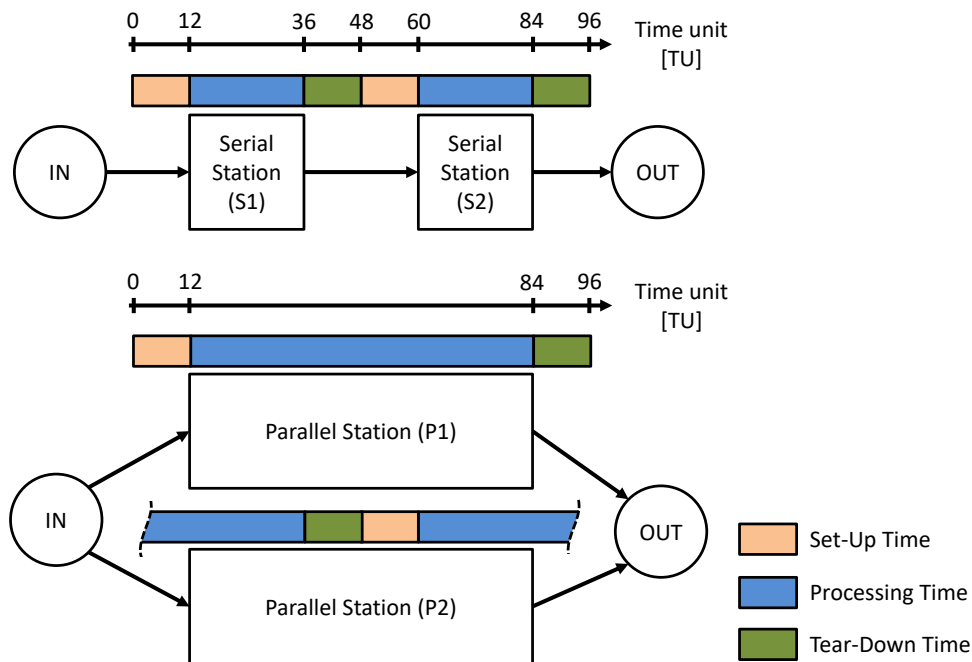 0 12 36 48 60 84 96
Time unit
[TU]
IN
Serial
Station
(S1)
Serial
Station
(S2)
OUT
0 12 84 96
Time unit
[TU]
Parallel Station (P1)
IN
OUT
Parallel Station (P2)
Set-Up Time
Processing Time
Tear-Down Time